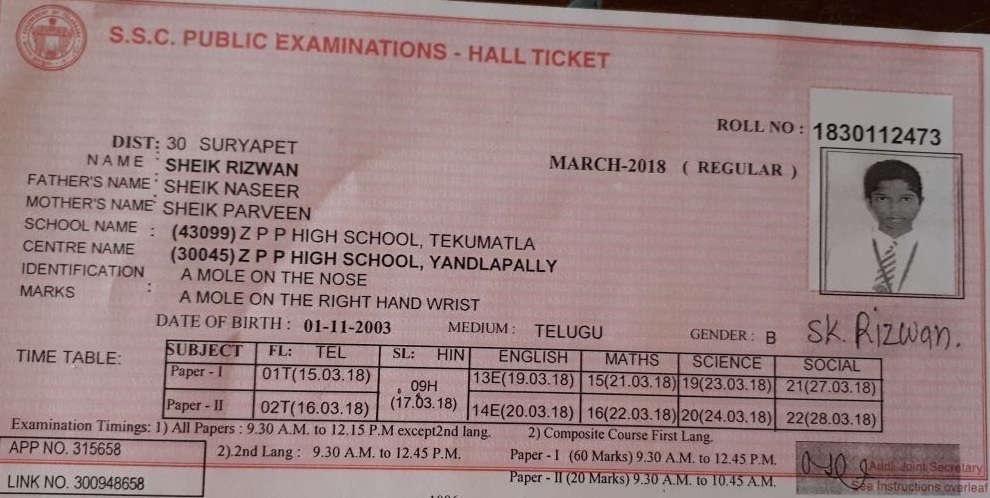 S.S.C. PUBLIC EXAMINATIONS - HALL TICKET
ROLL NO : 1830112473
DIST: 30 SURYAPET
MARCH-2018 ( REGULAR )
NAME : SHEIK RIZWAN
FATHER'S NAME : SHEIK NASEER
MOTHER'S NAME : SHEIK PARVEEN
SCHOOL NAME : (43099) Z P P HIGH SCHOOL, TEKUMATLA
CENTRE NAME (30045) Z P P HIGH SCHOOL, YANDLAPALLY
IDENTIFICATION A MOLE ON THE NOSE
MARKS : A MOLE ON THE RIGHT HAND WRIST
DATE OF BIRTH : 01-11-2003 MEDIUM : TELUGU GENDER : B
SK. Rizwan.
TIME TABLE:
SUBJECT FL: TEL SL: HIN ENGLISH MATHS SCIENCE SOCIAL
Paper - I 01T(15.03.18) 09H (17.03.18) 13E(19.03.18) 15(21.03.18) 19(23.03.18) 21(27.03.18)
Paper - II 02T(16.03.18) 14E(20.03.18) 16(22.03.18) 20(24.03.18) 22(28.03.18)
Examination Timings: 1) All Papers : 9.30 A.M. to 12.15 P.M except2nd lang. 2) Composite Course First Lang.
APP NO. 315658
2).2nd Lang : 9.30 A.M. to 12.45 P.M. Paper - I (60 Marks) 9.30 A.M. to 12.45 P.M.
Paper - II (20 Marks) 9.30 A.M. to 10.45 A.M.
LINK NO. 300948658
Addl. Joint Secretary
See Instructions overleaf